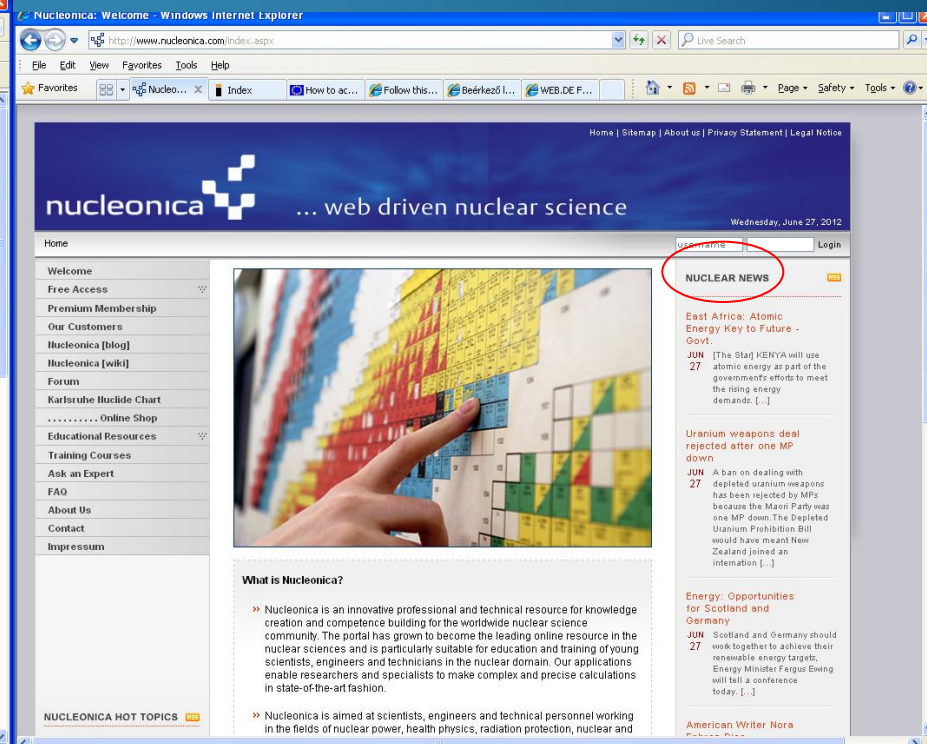 Nucleonica: Welcome - Windows Internet Explorer
http://www.nucleonica.com/index.aspx
Live Search
File Edit View Favorites Tools Help
Favorites
Nucleo... X
Index
How to ac...
Follow this...
Beérkező l...
WEB.DE F...
Page Safety Tools
Home | Sitemap | About us | Privacy Statement | Legal Notice
nucleonica
... web driven nuclear science
Wednesday, June 27, 2012
Home
username
Login
Welcome
Free Access
Premium Membership
Our Customers
Nucleonica [blog]
Nucleonica [wiki]
Forum
Karlsruhe Nuclide Chart
.......... Online Shop
Educational Resources
Training Courses
Ask an Expert
FAQ
About Us
Contact
Impressum
NUCLEONICA HOT TOPICS RSS
What is Nucleonica?
» Nucleonica is an innovative professional and technical resource for knowledge
creation and competence building for the worldwide nuclear science
community. The portal has grown to become the leading online resource in the
nuclear sciences and is particularly suitable for education and training of young
scientists, engineers and technicians in the nuclear domain. Our applications
enable researchers and specialists to make complex and precise calculations
in state-of-the-art fashion.
» Nucleonica is aimed at scientists, engineers and technical personnel working
in the fields of nuclear power, health physics, radiation protection, nuclear and
NUCLEAR NEWS RSS
East Africa: Atomic
Energy Key to Future -
Govt.
JUN [The Star] KENYA will use
27 atomic energy as part of the
government's efforts to meet
the rising energy
demands. [...]
Uranium weapons deal
rejected after one MP
down
JUN A ban on dealing with
27 depleted uranium weapons
has been rejected by MPs
because the Maori Party was
one MP down.The Depleted
Uranium Prohibition Bill
would have meant New
Zealand joined an
internation [...]
Energy: Opportunities
for Scotland and
Germany
JUN Scotland and Germany should
27 work together to achieve their
renewable energy targets,
Energy Minister Fergus Ewing
will tell a conference
today. [...]
American Writer Nora